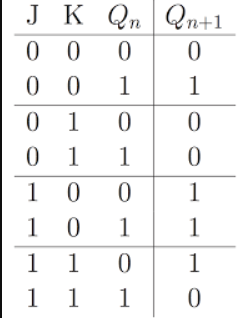 J K Qₙ Qₙ₊₁
0 0 0 0
0 0 1 1
0 1 0 0
0 1 1 0
1 0 0 1
1 0 1 1
1 1 0 1
1 1 1 0